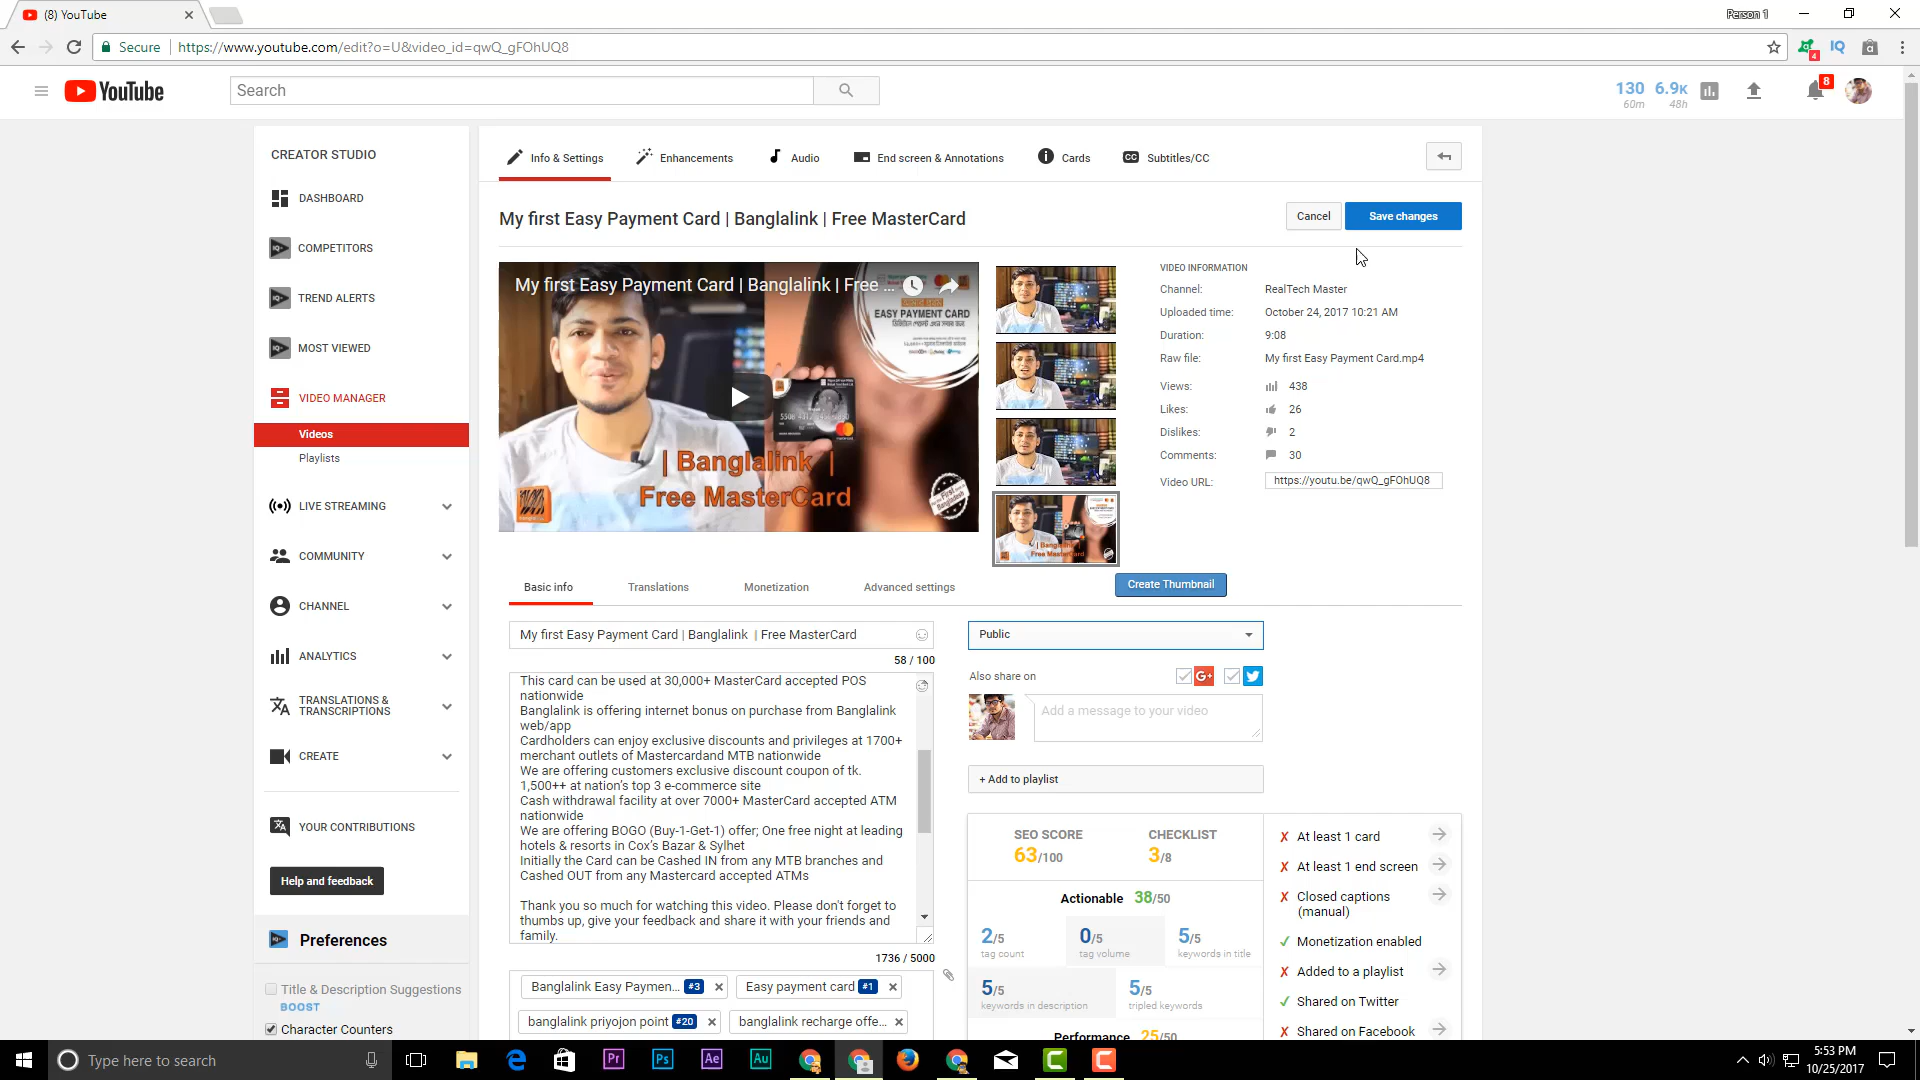 (8) YouTube
Person 1
Secure
https://www.youtube.com/edit?o=U&video_id=qwQ_gFOhUQ8
4
IQ
YouTube
Search
130
60m
6.9K
48h
8
CREATOR STUDIO
DASHBOARD
COMPETITORS
TREND ALERTS
MOST VIEWED
VIDEO MANAGER
Videos
Playlists
LIVE STREAMING
COMMUNITY
CHANNEL
ANALYTICS
TRANSLATIONS &
TRANSCRIPTIONS
CREATE
YOUR CONTRIBUTIONS
Help and feedback
Preferences
Title & Description Suggestions
BOOST
Character Counters
Info & Settings
Enhancements
Audio
End screen & Annotations
Cards
CC Subtitles/CC
My first Easy Payment Card | Banglalink | Free MasterCard
Cancel
Save changes
My first Easy Payment Card | Banglalink | Free ...
EASY PAYMENT CARD
| Banglalink |
Free MasterCard
VIDEO INFORMATION
Channel: RealTech Master
Uploaded time: October 24, 2017 10:21 AM
Duration: 9:08
Raw file: My first Easy Payment Card.mp4
Views: 438
Likes: 26
Dislikes: 2
Comments: 30
Video URL: https://youtu.be/qwQ_gFOhUQ8
Basic info
Translations
Monetization
Advanced settings
Create Thumbnail
My first Easy Payment Card | Banglalink | Free MasterCard
58 / 100
This card can be used at 30,000+ MasterCard accepted POS
nationwide
Banglalink is offering internet bonus on purchase from Banglalink
web/app
Cardholders can enjoy exclusive discounts and privileges at 1700+
merchant outlets of Mastercardand MTB nationwide
We are offering customers exclusive discount coupon of tk.
1,500++ at nation's top 3 e-commerce site
Cash withdrawal facility at over 7000+ MasterCard accepted ATM
nationwide
We are offering BOGO (Buy-1-Get-1) offer; One free night at leading
hotels & resorts in Cox's Bazar & Sylhet
Initially the Card can be Cashed IN from any MTB branches and
Cashed OUT from any Mastercard accepted ATMs
Thank you so much for watching this video. Please don't forget to
thumbs up, give your feedback and share it with your friends and
family.
1736 / 5000
Banglalink Easy Paymen... #3
Easy payment card #1
banglalink priyojon point #20
banglalink recharge offe...
Public
Also share on
G+
Add a message to your video
+ Add to playlist
SEO SCORE
63/100
CHECKLIST
3/8
Actionable 38/50
2/5
tag count
0/5
tag volume
5/5
keywords in title
5/5
keywords in description
5/5
tripled keywords
Performance 25/50
At least 1 card
At least 1 end screen
Closed captions
(manual)
Monetization enabled
Added to a playlist
Shared on Twitter
Shared on Facebook
Type here to search
Pr
Ps
Ae
Au
5:53 PM
10/25/2017